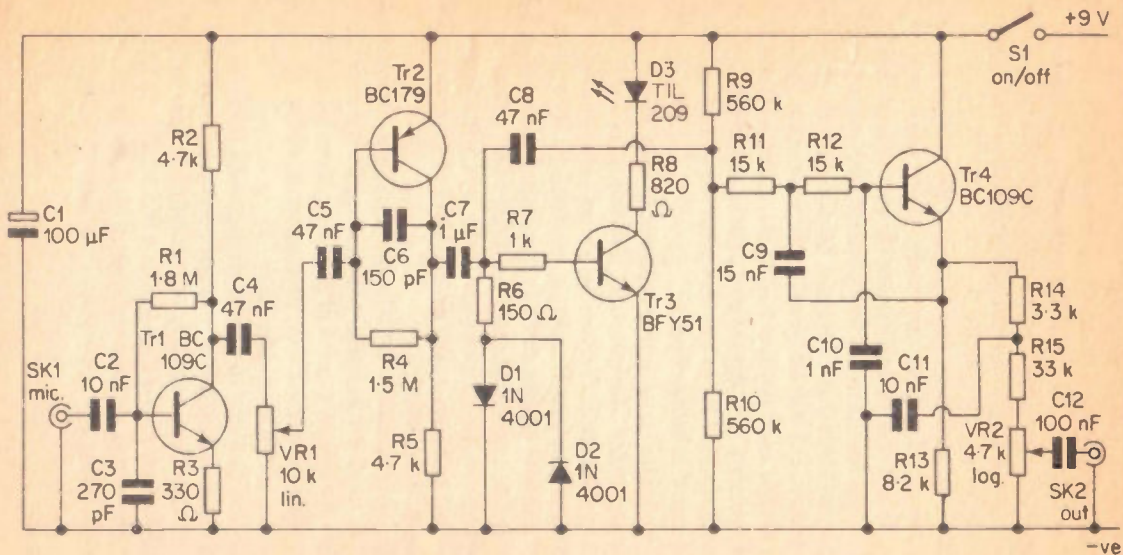 +9 V
S1
on/off
Tr2
BC179
D3
TIL
209
R9
560 k
C8
47 nF
R2
4·7k
R11
15 k
R12
15 k
Tr4
BC109C
R8
820
Ω
C1
100 µF
C5
47 nF
C7
1 µF
C6
150 pF
R7
1 k
C9
15 nF
R1
1·8 M
C4
47 nF
R6
150 Ω
Tr3
BFY51
R14
3.3 k
Tr1 BC
109C
R4
1·5 M
C10
1 nF
C11
10 nF
R15
33 k
SK1
mic.
C2
10 nF
D1
1N
4001
R10
560 k
C12
100 nF
VR1
10 k
lin.
R5
4·7 k
D2
1N
4001
VR2
4·7 k
log.
C3
270
pF
R3
330
Ω
R13
8·2 k
SK2
out
-ve